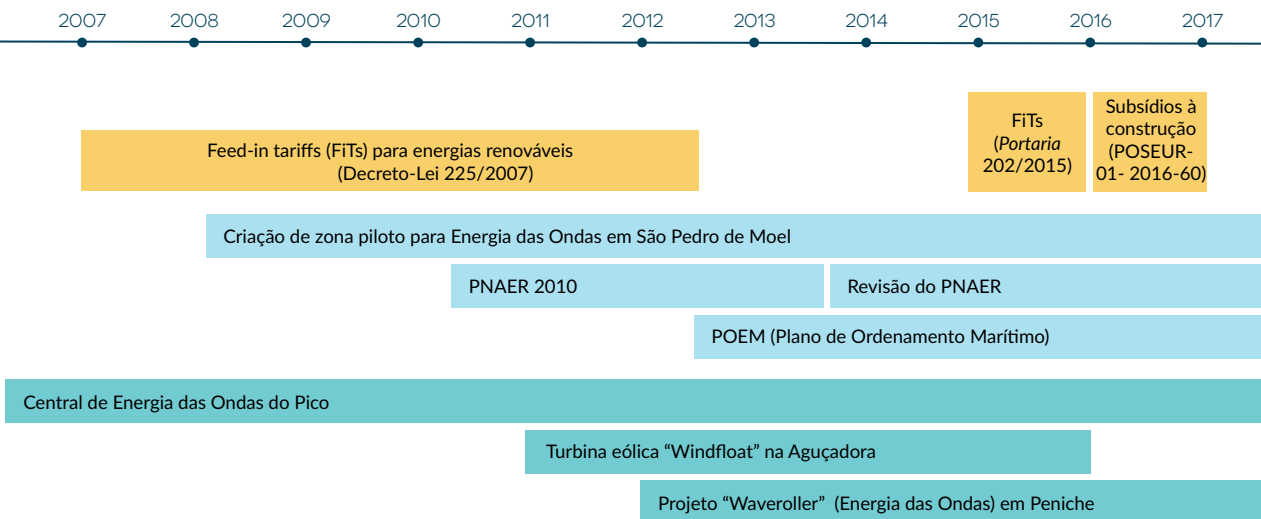 2007 2008 2009 2010 2011 2012 2013 2014 2015 2016 2017
Feed-in tariffs (FiTs) para energias renováveis
(Decreto-Lei 225/2007)
FiTs
(Portaria
202/2015)
Subsídios à
construção
(POSEUR-
01- 2016-60)
Criação de zona piloto para Energia das Ondas em São Pedro de Moel
PNAER 2010
Revisão do PNAER
POEM (Plano de Ordenamento Marítimo)
Central de Energia das Ondas do Pico
Turbina eólica “Windfloat” na Aguçadora
Projeto “Waveroller” (Energia das Ondas) em Peniche